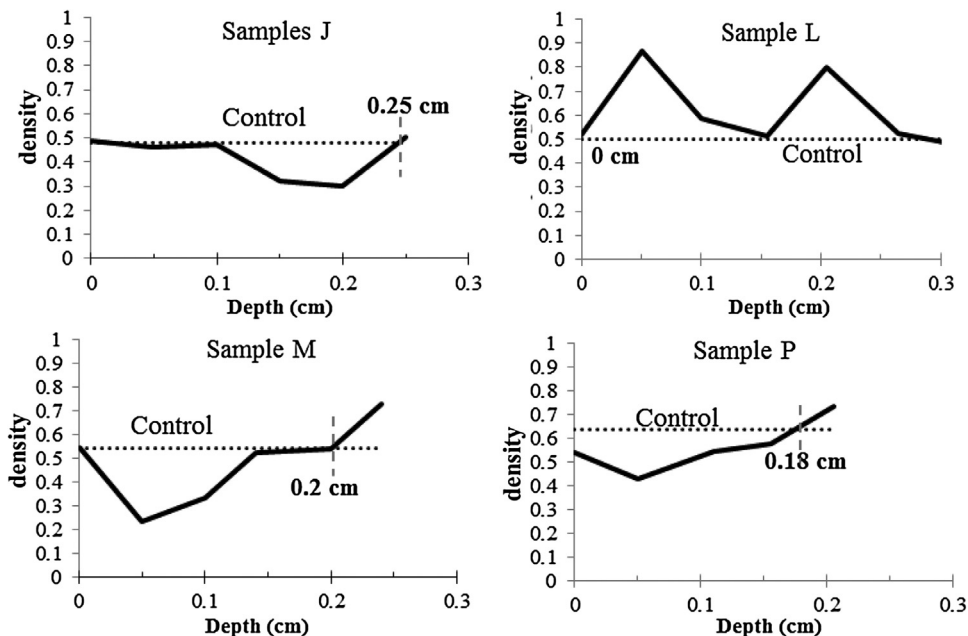 Samples J
1
0.9
0.8
0.7
0.6
0.5
0.4
0.3
0.2
0.1
0
density
Control
0.25 cm
0 0.1 0.2 0.3
Depth (cm)
Sample L
1
0.9
0.8
0.7
0.6
0.5
0.4
0.3
0.2
0.1
0
density
0 cm
Control
0 0.1 0.2 0.3
Depth (cm)
Sample M
1
0.9
0.8
0.7
0.6
0.5
0.4
0.3
0.2
0.1
0
density
Control
0.2 cm
0 0.1 0.2 0.3
Depth (cm)
Sample P
1
0.9
0.8
0.7
0.6
0.5
0.4
0.3
0.2
0.1
0
density
Control
0.18 cm
0 0.1 0.2 0.3
Depth (cm)